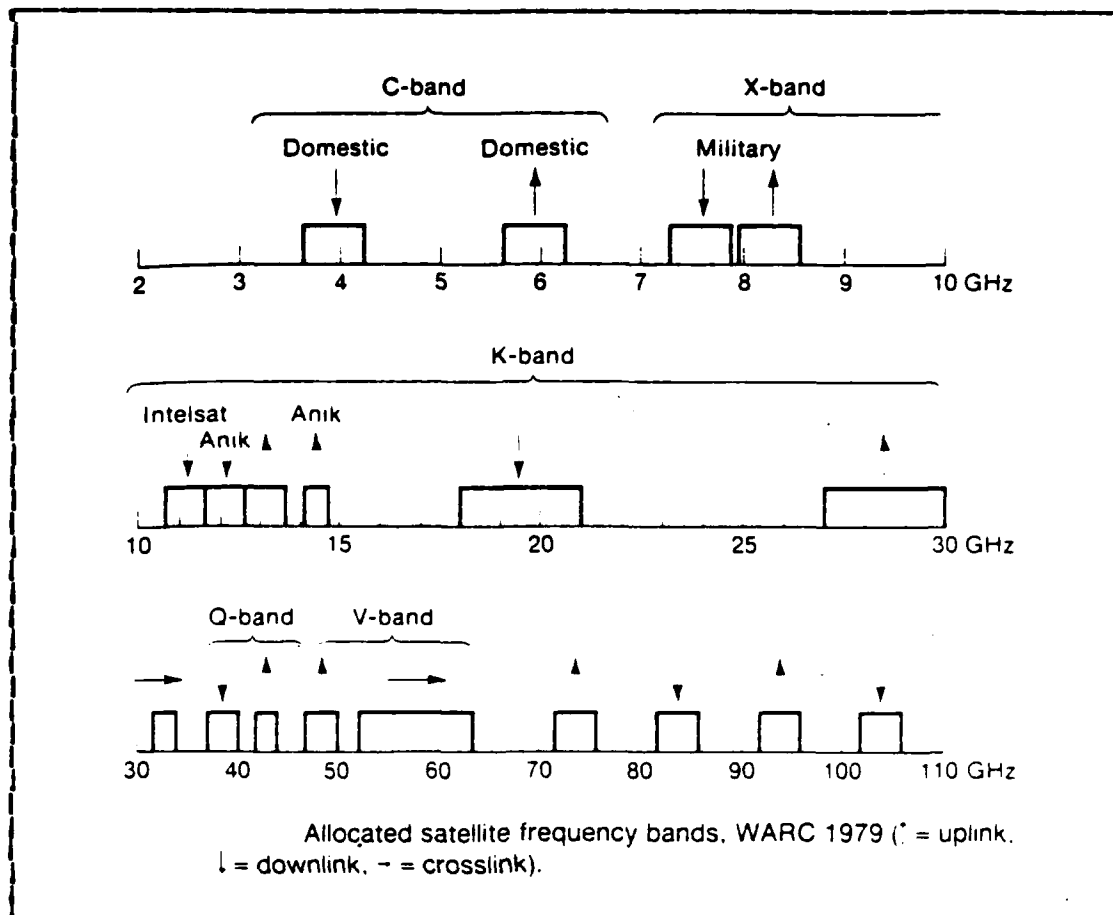 C-band X-band
Domestic Domestic Military
2 3 4 5 6 7 8 9 10 GHz
K-band
Intelsat Anik
Anik
10 15 20 25 30 GHz
Q-band V-band
30 40 50 60 70 80 90 100 110 GHz
Allocated satellite frequency bands, WARC 1979 (↑ = uplink.
↓ = downlink, → = crosslink).